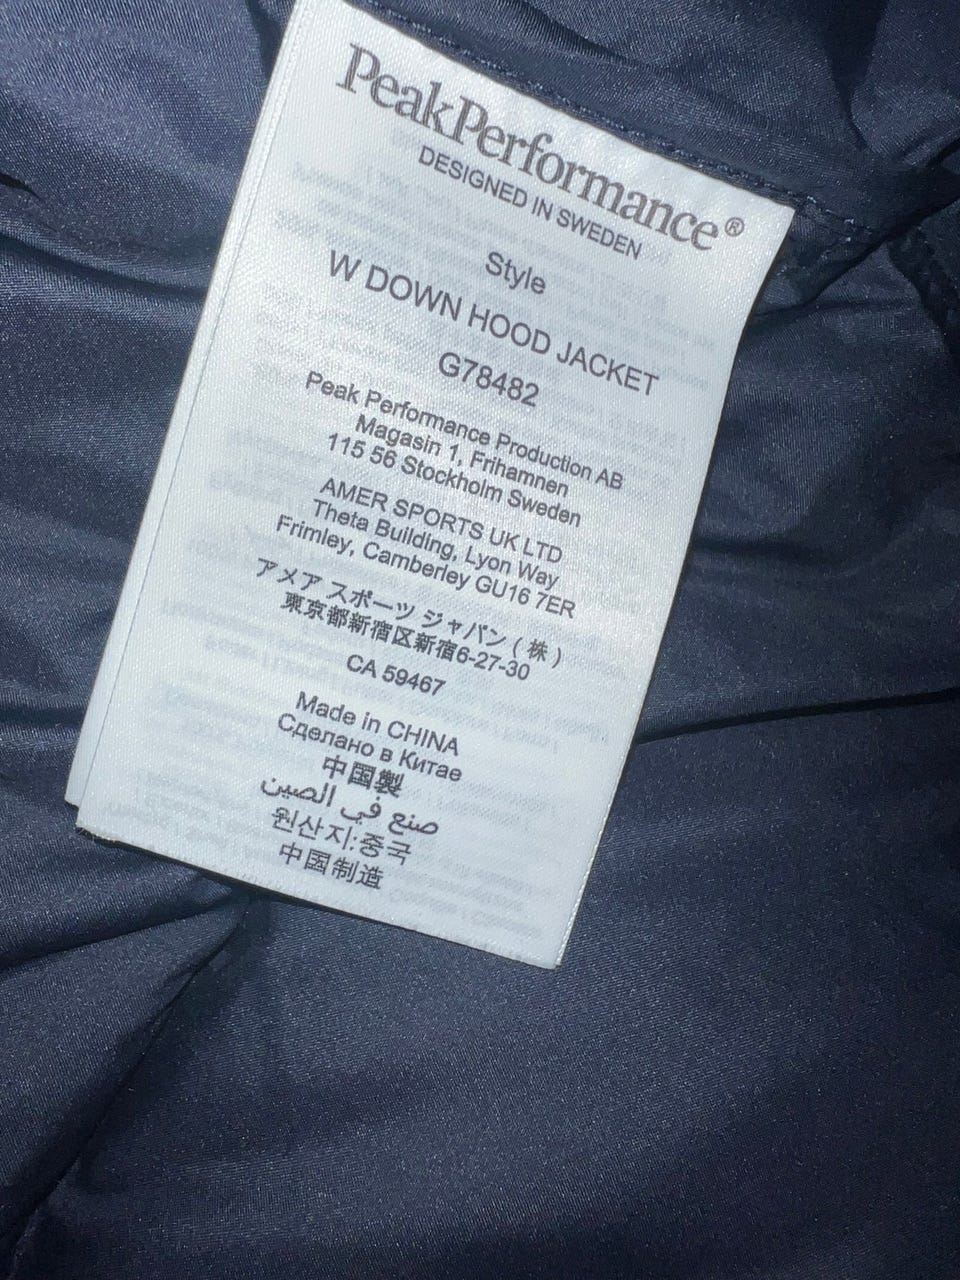 PeakPerformance®
DESIGNED IN SWEDEN
Style
W DOWN HOOD JACKET
G78482
Peak Performance Production AB
Magasin 1, Frihamnen
115 56 Stockholm Sweden
AMER SPORTS UK LTD
Theta Building, Lyon Way
Frimley, Camberley GU16 7ER
アメア スポーツ ジャパン ( 株 )
東京都新宿区新宿6-27-30
CA 59467
Made in CHINA
Сделано в Китае
中国製
صنع في الصين
원산지:중국
中国制造